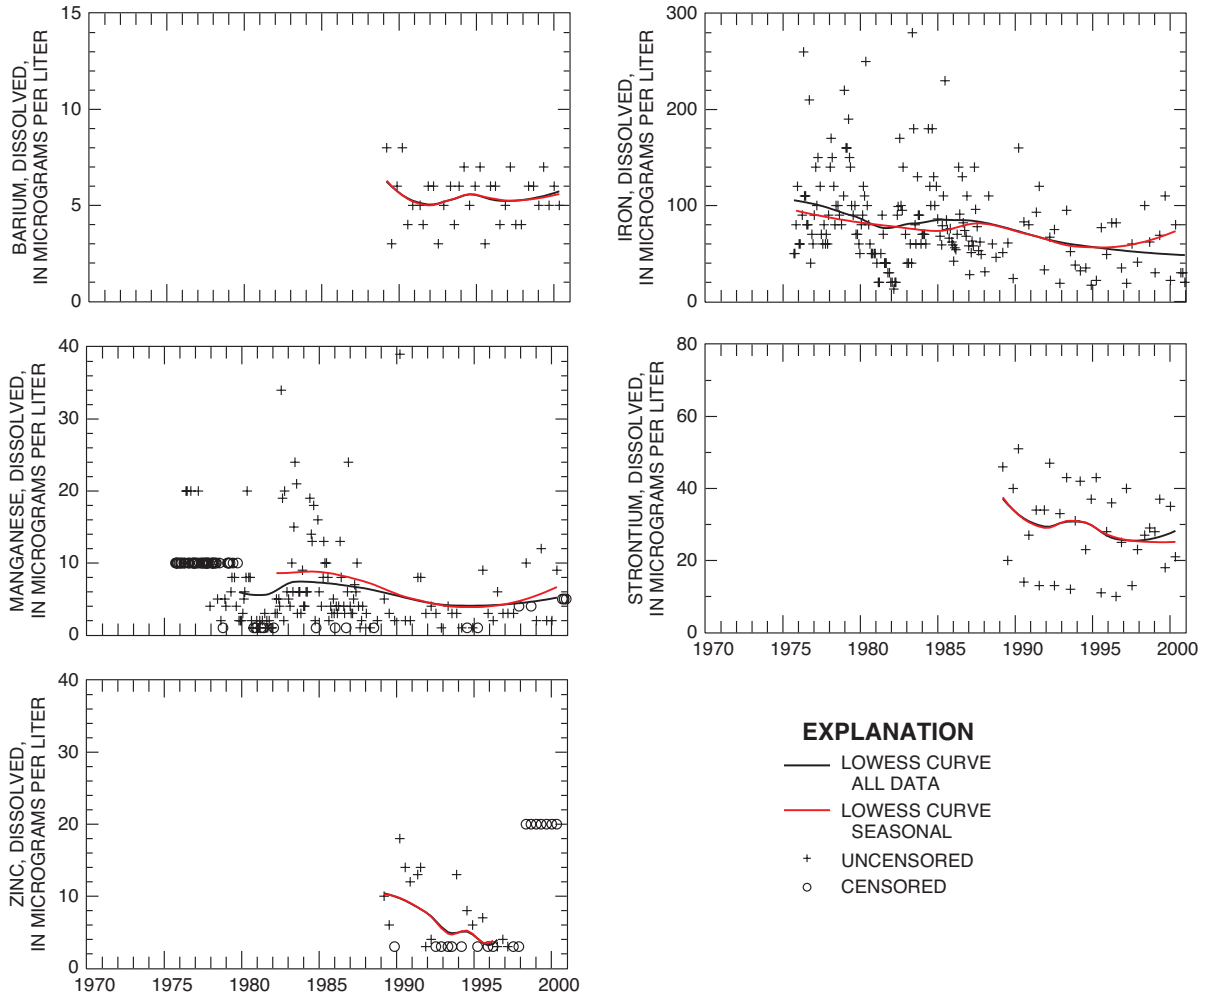 BARIUM, DISSOLVED,
IN MICROGRAMS PER LITER
15
10
5
0
IRON, DISSOLVED,
IN MICROGRAMS PER LITER
300
200
100
0
MANGANESE, DISSOLVED,
IN MICROGRAMS PER LITER
40
30
20
10
0
STRONTIUM, DISSOLVED,
IN MICROGRAMS PER LITER
80
60
40
20
0
1970 1975 1980 1985 1990 1995 2000
ZINC, DISSOLVED,
IN MICROGRAMS PER LITER
40
30
20
10
0
1970 1975 1980 1985 1990 1995 2000
EXPLANATION
LOWESS CURVE
ALL DATA
LOWESS CURVE
SEASONAL
UNCENSORED
CENSORED